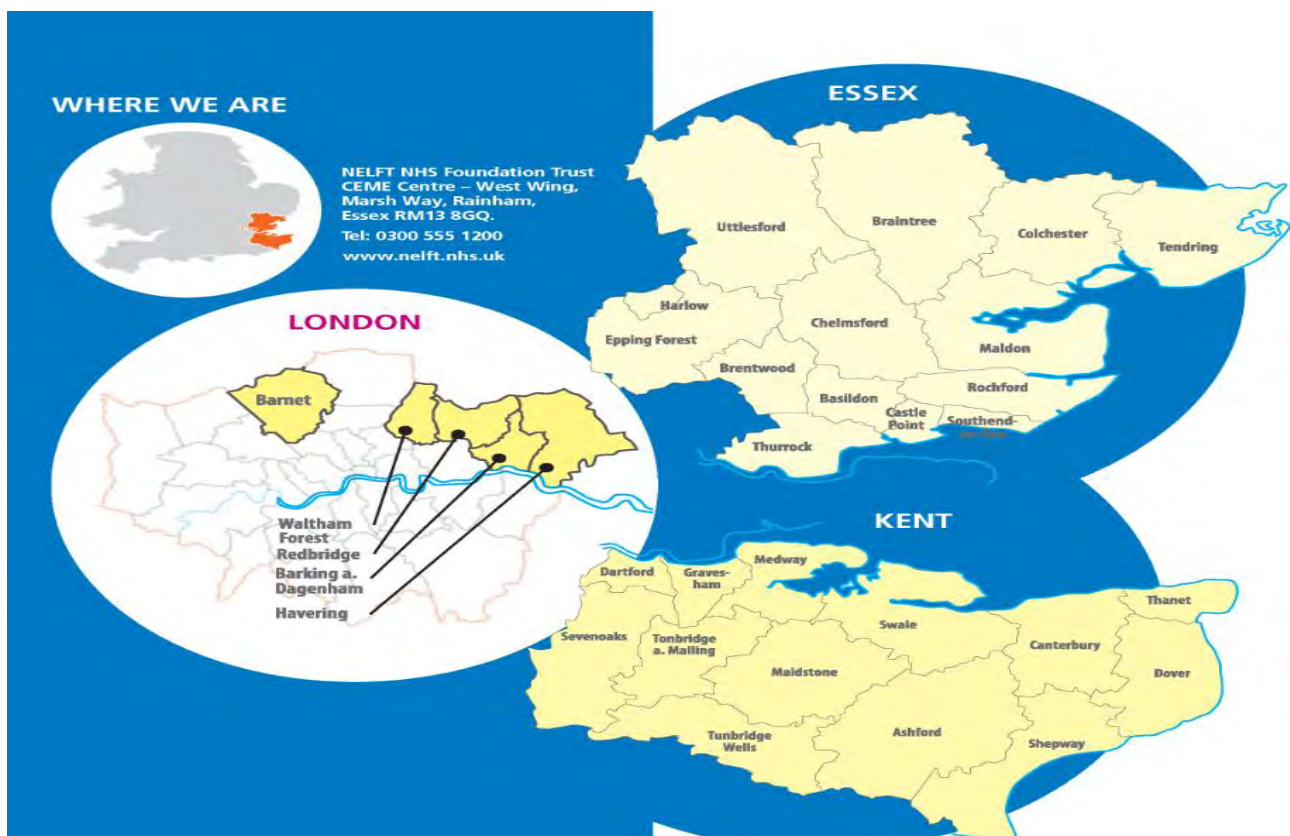 WHERE WE ARE
NELFT NHS Foundation Trust
CEME Centre – West Wing,
Marsh Way, Rainham,
Essex RM13 8GQ.
Tel: 0300 555 1200
www.nelft.nhs.uk
LONDON
Barnet
Waltham
Forest
Redbridge
Barking a.
Dagenham
Havering
ESSEX
Uttlesford
Braintree
Colchester
Tendring
Harlow
Epping Forest
Chelmsford
Maldon
Brentwood
Rochford
Basildon
Castle
Point
Southend-
Thurrock
KENT
Medway
Dartford
Graves-
ham
Thanet
Swale
Sevenoaks
Tonbridge
a. Malling
Canterbury
Maidstone
Dover
Ashford
Tunbridge
Wells
Shepway